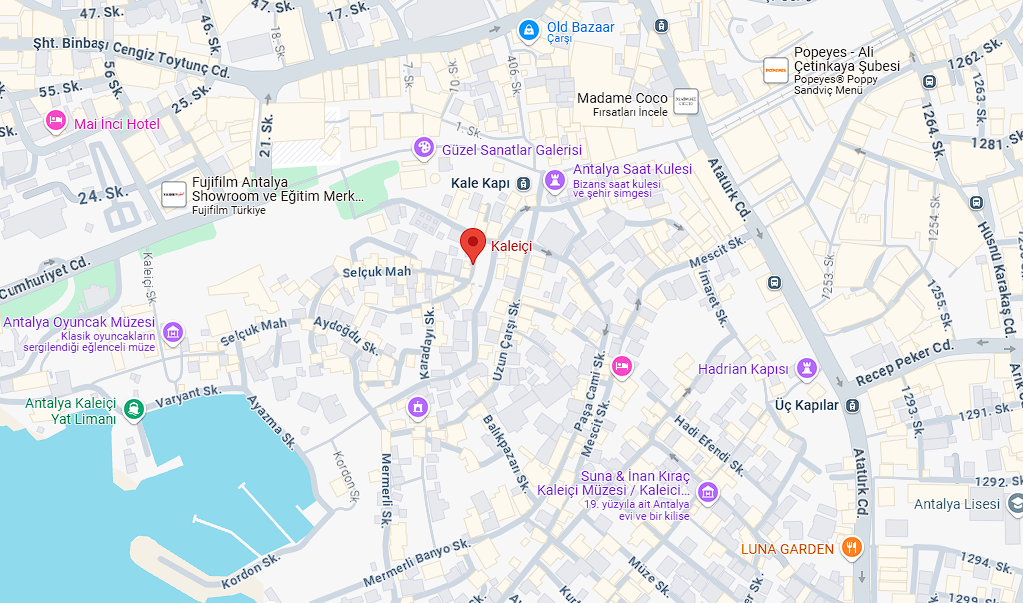 47. Sk.
47. Sk.
17. Sk.
46. Sk.
18. Sk.
Old Bazaar
Çarşı
Şht. Binbaşı Cengiz Toytunç Cd.
Popeyes - Ali
Çetinkaya Şubesi
Popeyes® Poppy
Sandviç Menü
1262. Sk.
56. Sk.
55. Sk.
25. Sk.
7. Sk.
10. Sk.
406. Sk.
1263. Sk.
1264. Sk.
Madame Coco
Fırsatları İncele
Mai İnci Hotel
21. Sk.
1. Sk.
1281. Sk.
Güzel Sanatlar Galerisi
Antalya Saat Kulesi
Bizans saat kulesi
ve şehir simgesi
Kale Kapı
Atatürk Cd.
24. Sk.
Fujifilm Antalya
Showroom ve Eğitim Merk...
Fujifilm Türkiye
1254. Sk.
Hüsnü Karakaş Cd.
Kaleiçi
Mescit Sk.
Cumhuriyet Cd.
Kaleiçi Sk.
Selçuk Mah
İmaret Sk.
1253. Sk.
1255. Sk.
Antalya Oyuncak Müzesi
Klasik oyuncakların
sergilendiği eğlenceli müze
Selçuk Mah
Aydoğdu Sk.
Karadayı Sk.
Uzun Çarşı Sk.
Paşa Cami Sk.
Hadrian Kapısı
Recep Peker Cd.
Antalya Kaleiçi
Yat Limanı
Varyant Sk.
Ayazma Sk.
Üç Kapılar
1293. Sk.
1291. Sk.
Balıkpazarı Sk.
Mescit Sk.
Hadi Efendi Sk.
Kordon Sk.
Mermerli Sk.
Atatürk Cd.
Suna & İnan Kıraç
Kaleiçi Müzesi / Kaleici...
19. yüzyıla ait Antalya
evi ve bir kilise
1292. Sk.
Antalya Lisesi
LUNA GARDEN
Kordon Sk.
Mermerli Banyo Sk.
Müze Sk.
1294. Sk.
1299. Sk.